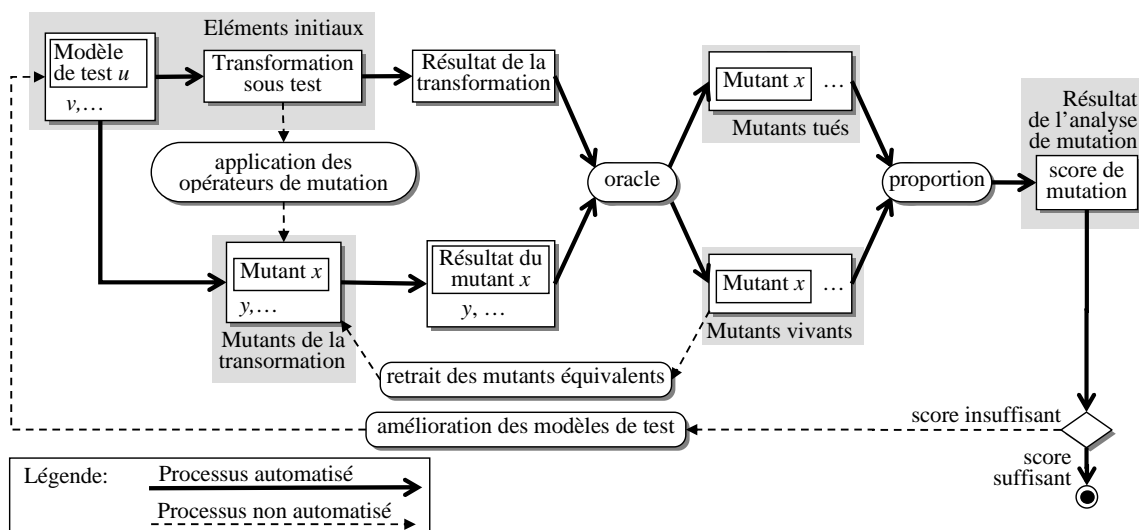 Eléments initiaux
Modèle
de test u
v,…
Transformation
sous test
Résultat de la
transformation
Mutant x …
Mutants tués
Résultat
de l’analyse
de mutation
score de
mutation
application des
opérateurs de mutation
oracle
proportion
Mutant x
y,…
Mutants de la
transormation
Résultat du
mutant x
y, …
Mutant x …
Mutants vivants
retrait des mutants équivalents
amélioration des modèles de test
score insuffisant
score
suffisant
Légende:
Processus automatisé
Processus non automatisé